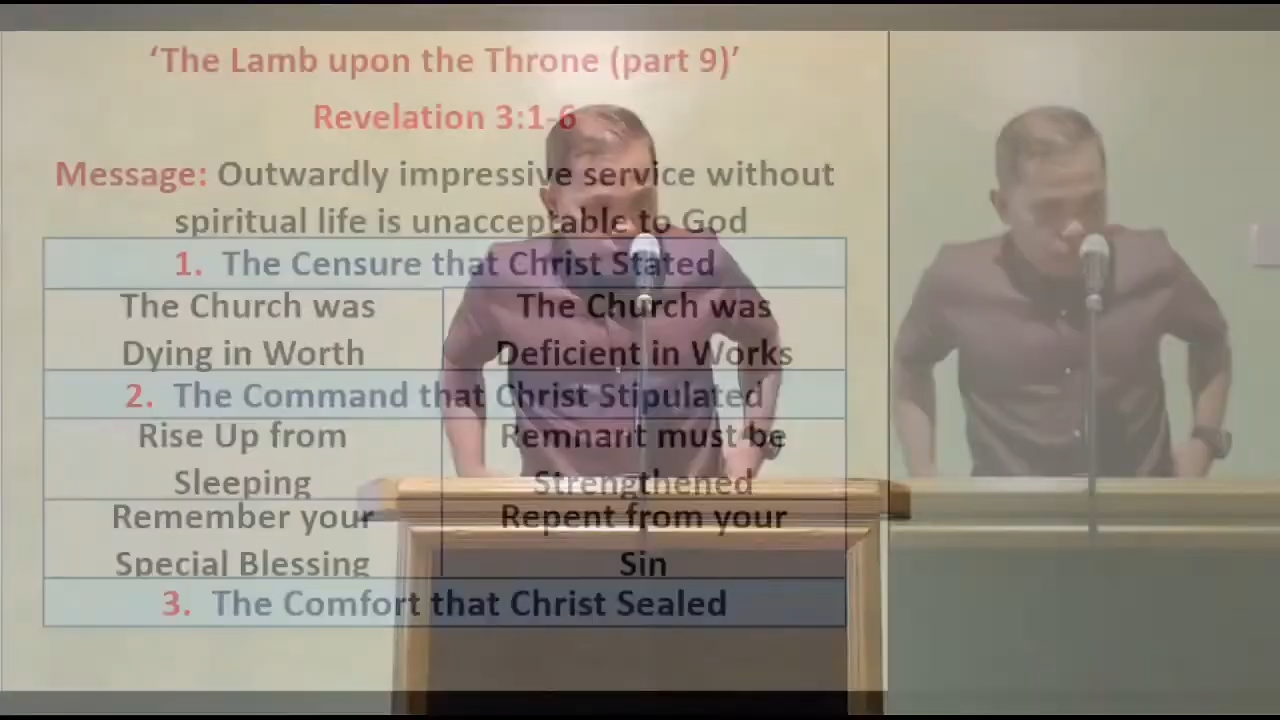 ‘The Lamb upon the Throne (part 9)’
Revelation 3:1-6
Message: Outwardly impressive service without
spiritual life is unacceptable to God
1. The Censure that Christ Stated
The Church was
Dying in Worth
The Church was
Deficient in Works
2. The Command that Christ Stipulated
Rise Up from
Sleeping
Remnant must be
Strengthened
Remember your
Special Blessing
Repent from your
Sin
3. The Comfort that Christ Sealed